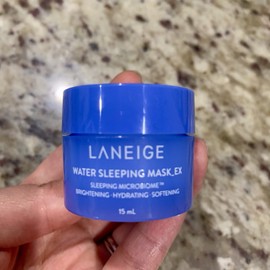 LANEIGE
WATER SLEEPING MASK_EX
SLEEPING MICROBIOME™
BRIGHTENING · HYDRATING · SOFTENING
15 mL